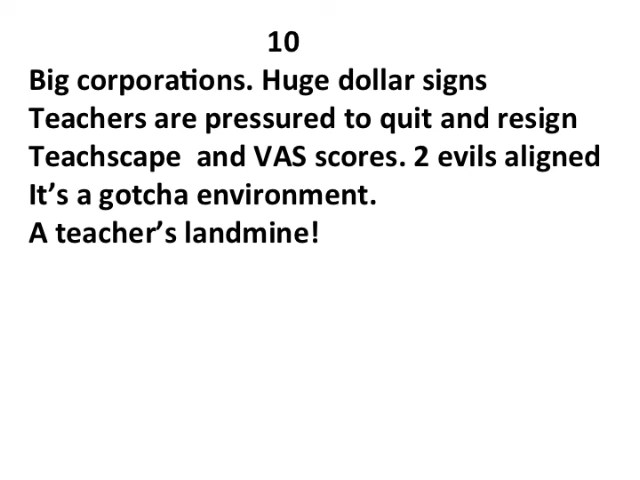 10
Big corporations. Huge dollar signs
Teachers are pressured to quit and resign
Teachscape  and VAS scores. 2 evils aligned
It’s a gotcha environment.
A teacher’s landmine!